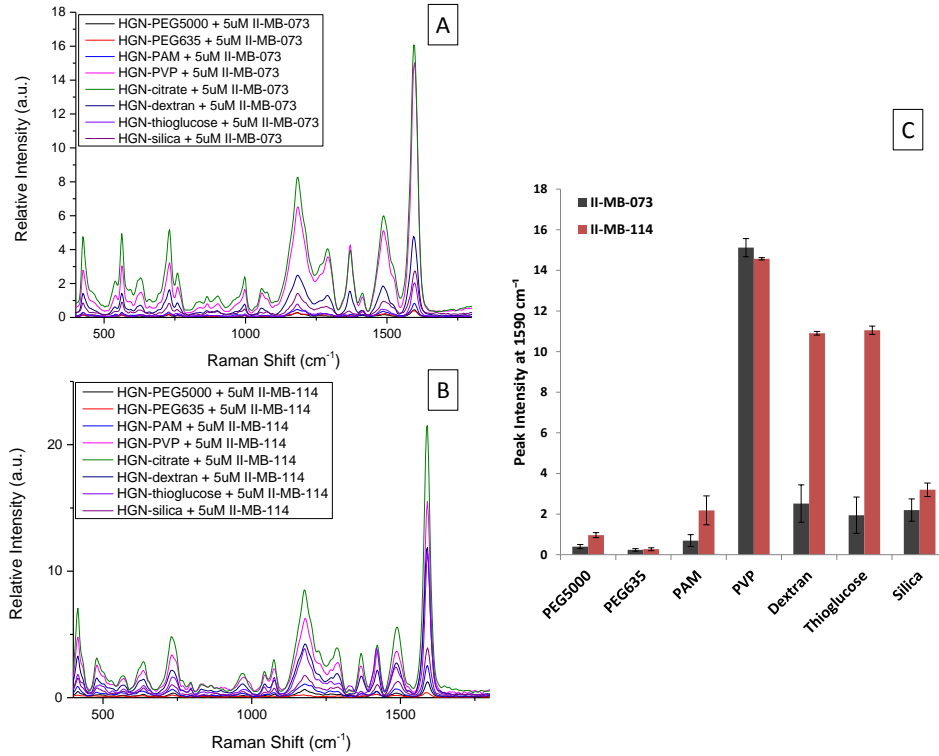 A
HGN-PEG5000 + 5uM II-MB-073
HGN-PEG635 + 5uM II-MB-073
HGN-PAM + 5uM II-MB-073
HGN-PVP + 5uM II-MB-073
HGN-citrate + 5uM II-MB-073
HGN-dextran + 5uM II-MB-073
HGN-thioglucose + 5uM II-MB-073
HGN-silica + 5uM II-MB-073
Relative Intensity (a.u.)
18
16
14
12
10
8
6
4
2
0
500
1000
1500
Raman Shift (cm-1)
B
HGN-PEG5000 + 5uM II-MB-114
HGN-PEG635 + 5uM II-MB-114
HGN-PAM + 5uM II-MB-114
HGN-PVP + 5uM II-MB-114
HGN-citrate + 5uM II-MB-114
HGN-dextran + 5uM II-MB-114
HGN-thioglucose + 5uM II-MB-114
HGN-silica + 5uM II-MB-114
Relative Intensity (a.u.)
20
10
0
500
1000
1500
Raman Shift (cm-1)
C
II-MB-073
II-MB-114
Peak Intensity at 1590 cm-1
18
16
14
12
10
8
6
4
2
0
PEG5000
PEG635
PAM
PVP
Dextran
Thioglucose
Silica